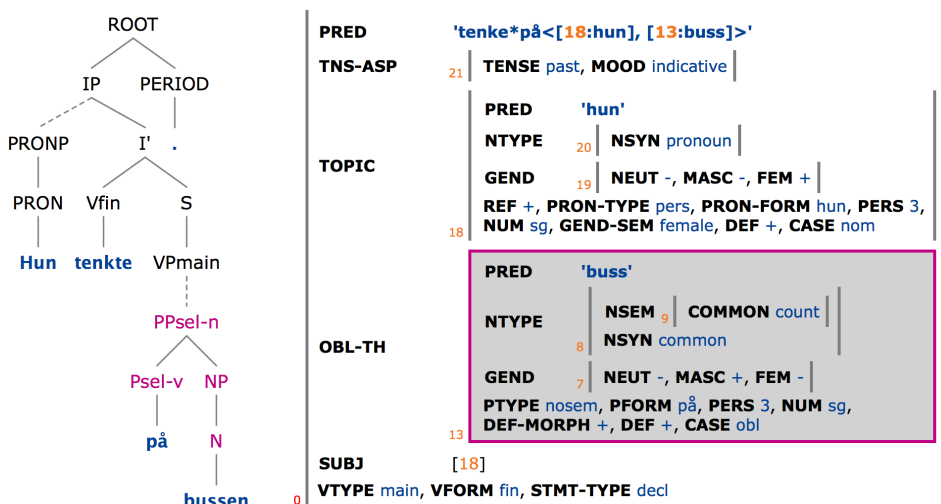 ROOT
IP PERIOD
PRONP I' .
PRON Vfin S
Hun tenkte VPmain
PPsel-n
Psel-v NP
på N
bussen
PRED 'tenke*på<[18:hun], [13:buss]>'
TNS-ASP 21 TENSE past, MOOD indicative
TOPIC
PRED 'hun'
NTYPE 20 NSYN pronoun
GEND 19 NEUT -, MASC -, FEM +
REF +, PRON-TYPE pers, PRON-FORM hun, PERS 3,
18 NUM sg, GEND-SEM female, DEF +, CASE nom
OBL-TH
PRED 'buss'
NTYPE
NSEM 9 COMMON count
8 NSYN common
GEND 7 NEUT -, MASC +, FEM -
PTYPE nosem, PFORM på, PERS 3, NUM sg,
13 DEF-MORPH +, DEF +, CASE obl
SUBJ [18]
0 VTYPE main, VFORM fin, STMT-TYPE decl